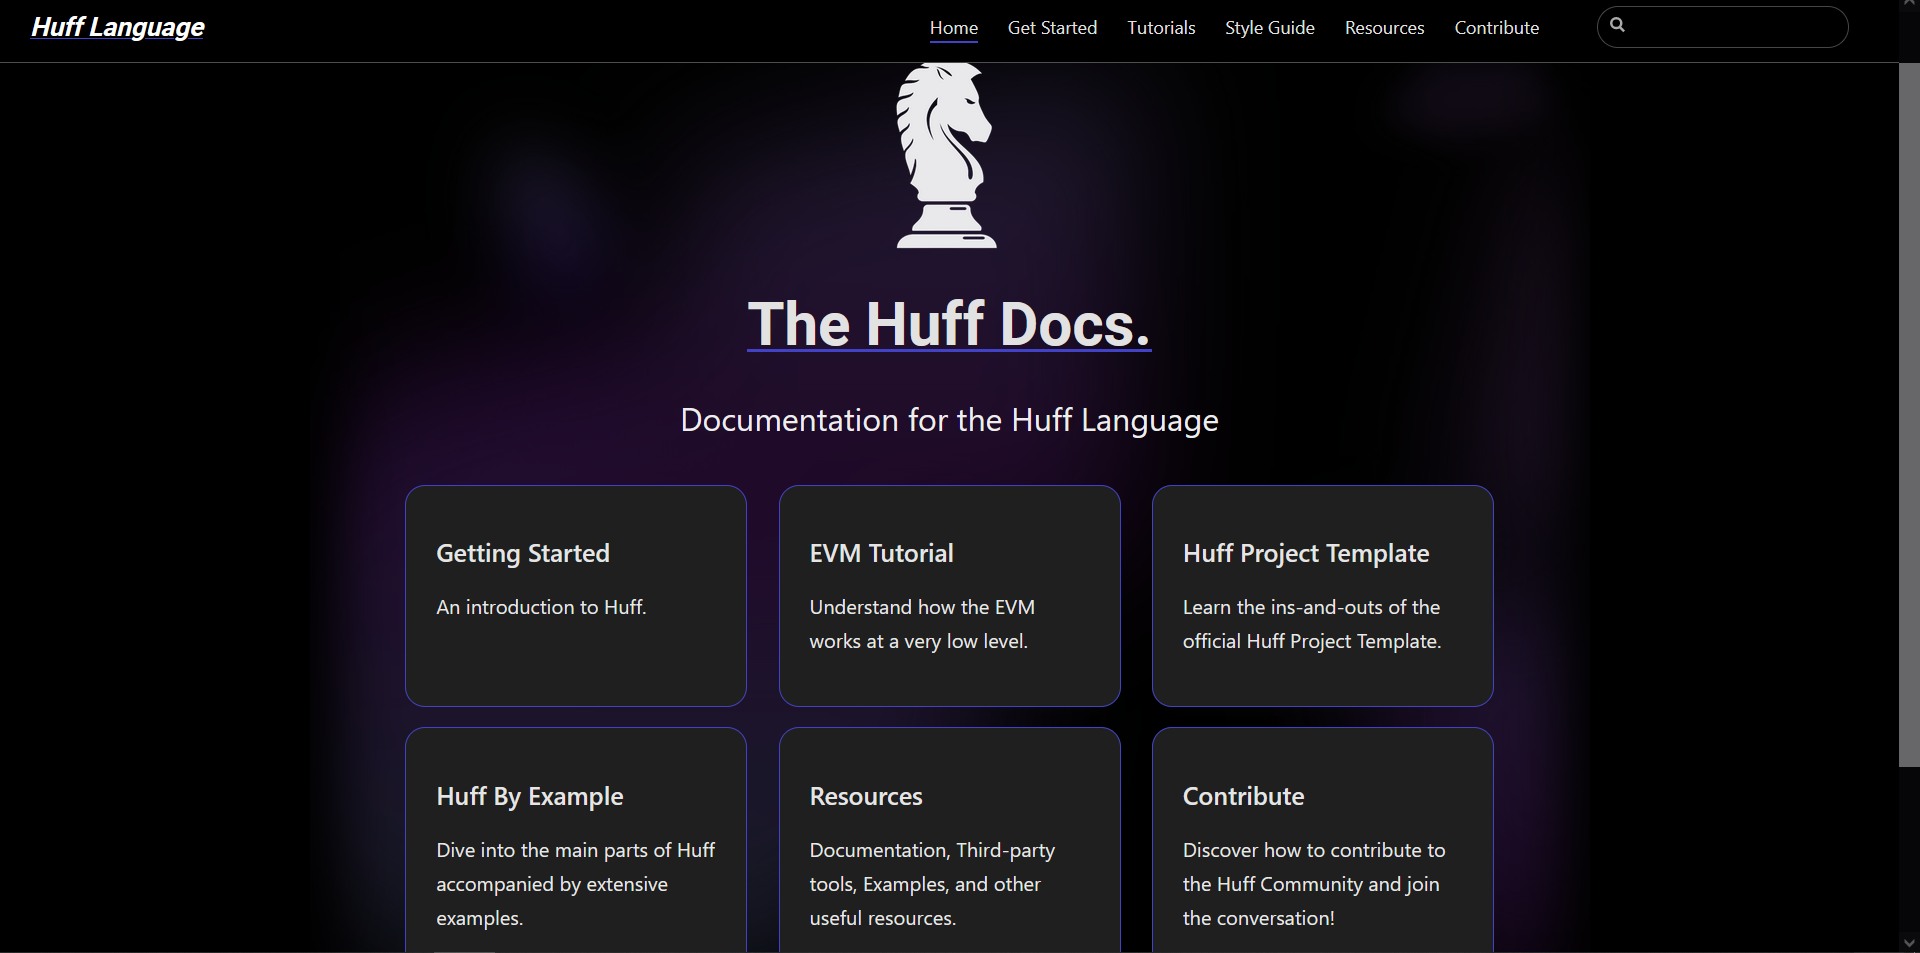 Huff Language
Home Get Started Tutorials Style Guide Resources Contribute
The Huff Docs.
Documentation for the Huff Language
Getting Started
An introduction to Huff.
EVM Tutorial
Understand how the EVM
works at a very low level.
Huff Project Template
Learn the ins-and-outs of the
official Huff Project Template.
Huff By Example
Dive into the main parts of Huff
accompanied by extensive
examples.
Resources
Documentation, Third-party
tools, Examples, and other
useful resources.
Contribute
Discover how to contribute to
the Huff Community and join
the conversation!